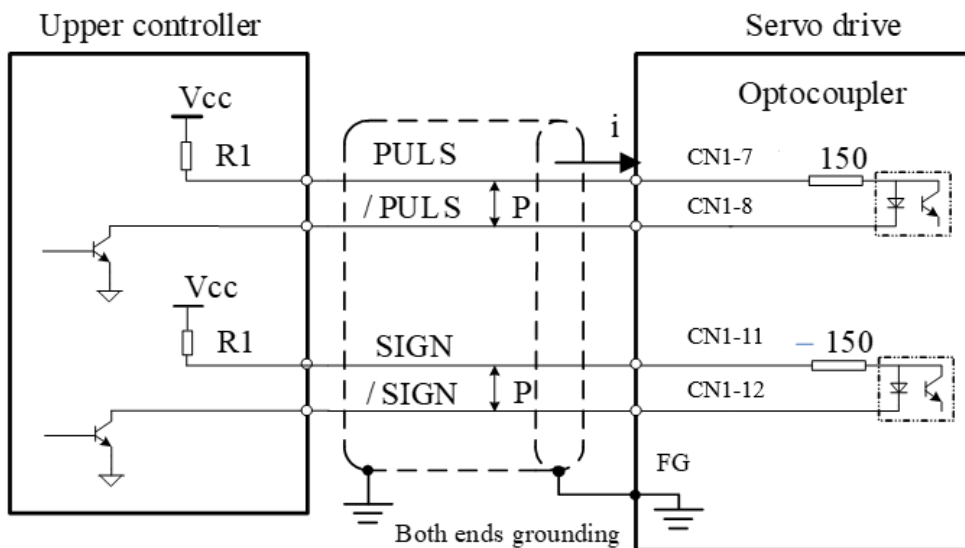 Upper controller
Servo drive
Vcc
Optocoupler
R1
PULS
i
CN1-7
150
/ PULS
P
CN1-8
Vcc
R1
SIGN
CN1-11
– 150
/ SIGN
P
CN1-12
FG
Both ends grounding